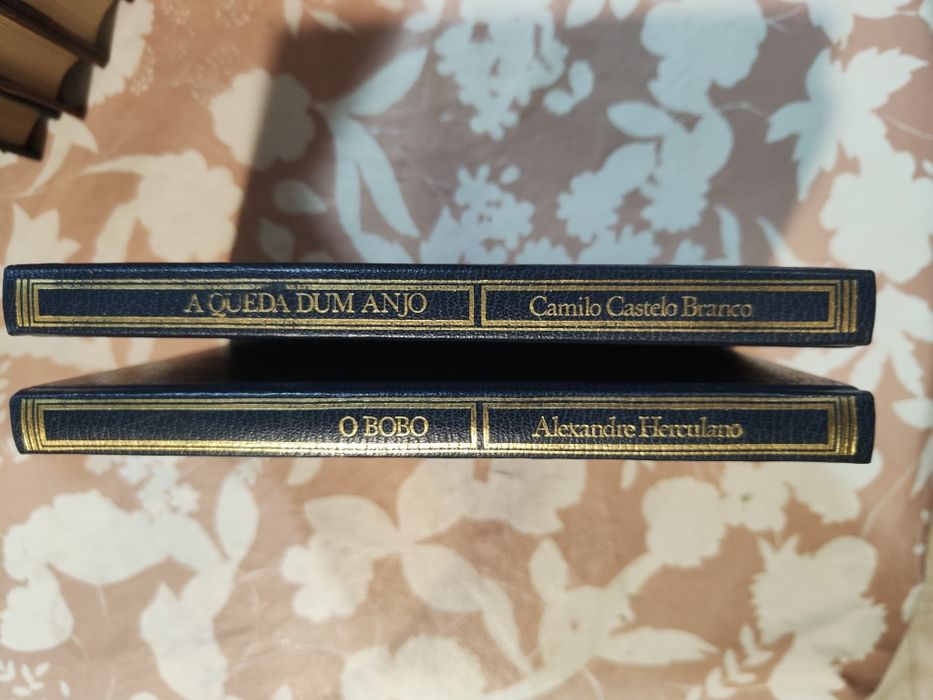 A QUEDA DUM ANJO Camilo Castelo Branco
O BOBO Alexandre Herculano